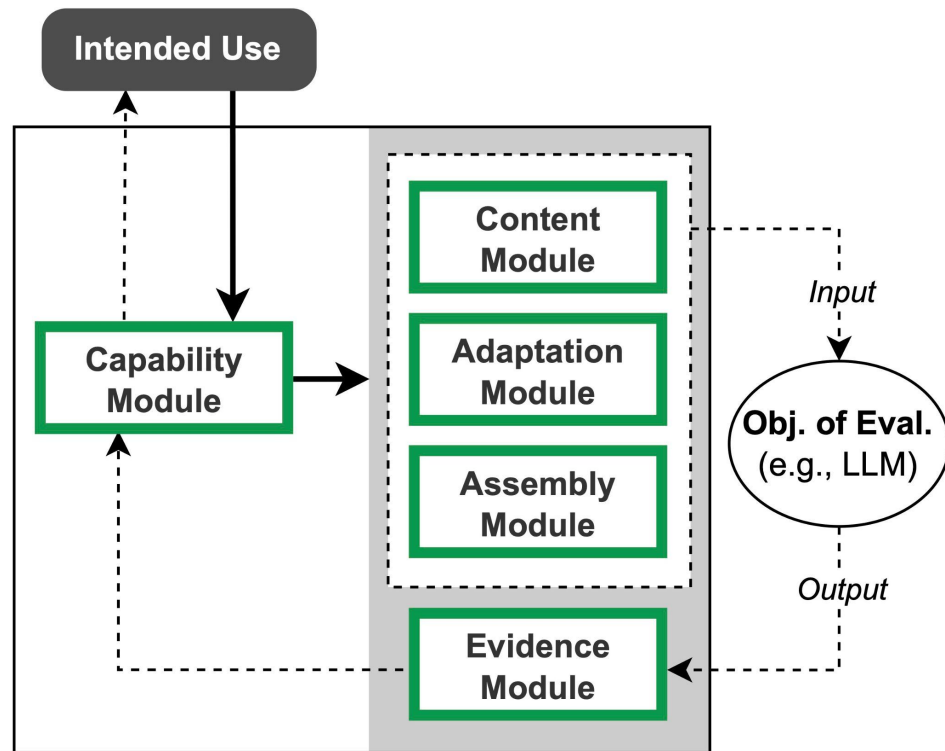 Intended Use
Content
Module
Input
Capability
Module
Adaptation
Module
Obj. of Eval.
(e.g., LLM)
Assembly
Module
Output
Evidence
Module